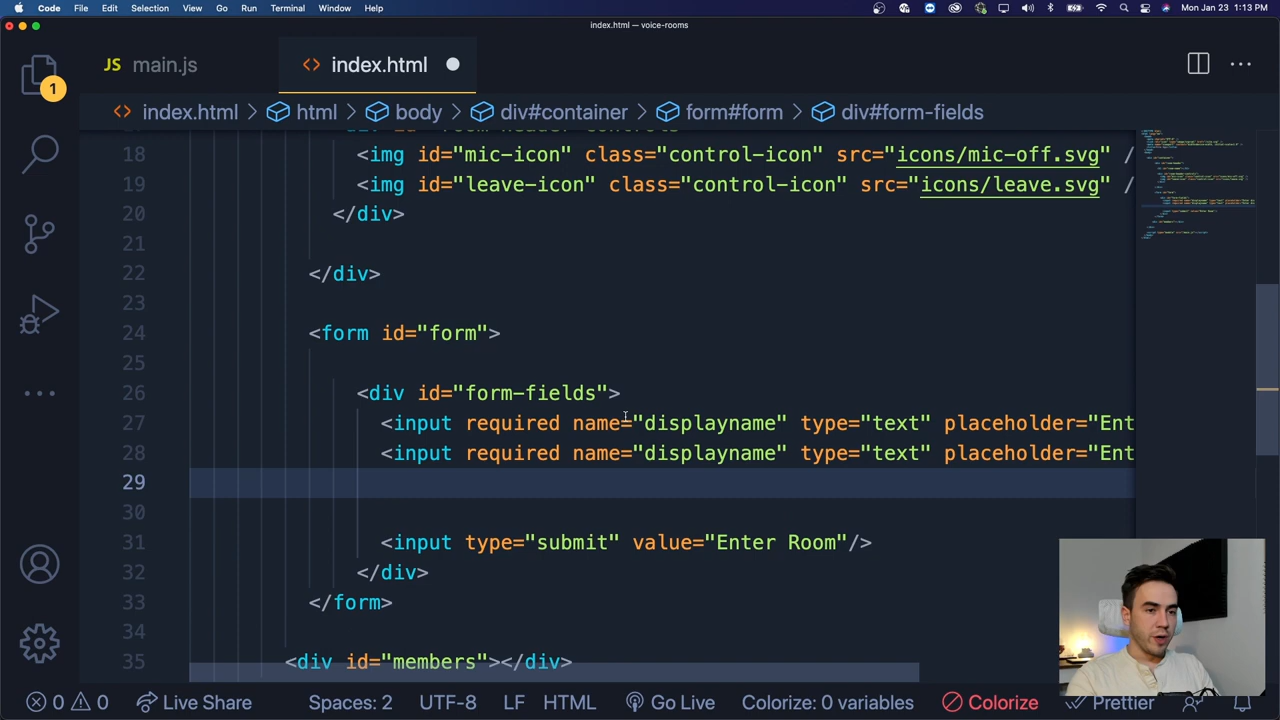 Code File Edit Selection View Go Run Terminal Window Help Mon Jan 23 1:13 PM
index.html — voice-rooms
JS main.js index.html
1
index.html > html > body > div#container > form#form > div#form-fields
18 <img id="mic-icon" class="control-icon" src="icons/mic-off.svg" /
19 <img id="leave-icon" class="control-icon" src="icons/leave.svg" /
20 </div>
21
22 </div>
23
24 <form id="form">
25
26 <div id="form-fields">
27 <input required name="displayname" type="text" placeholder="Ent
28 <input required name="displayname" type="text" placeholder="Ent
29
30
31 <input type="submit" value="Enter Room"/>
32 </div>
33 </form>
34
35 <div id="members"></div>
0 0 Live Share Spaces: 2 UTF-8 LF HTML Go Live Colorize: 0 variables Colorize Prettier